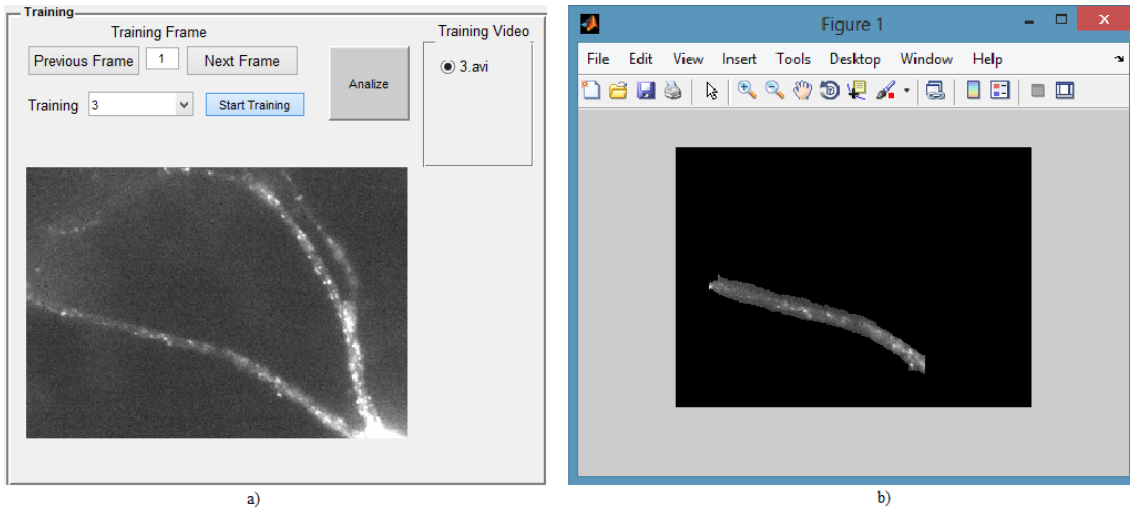 Training
Training Frame
Previous Frame 1 Next Frame
Training 3 Start Training
Analize
Training Video
3.avi
a)
Figure 1
File Edit View Insert Tools Desktop Window Help
b)